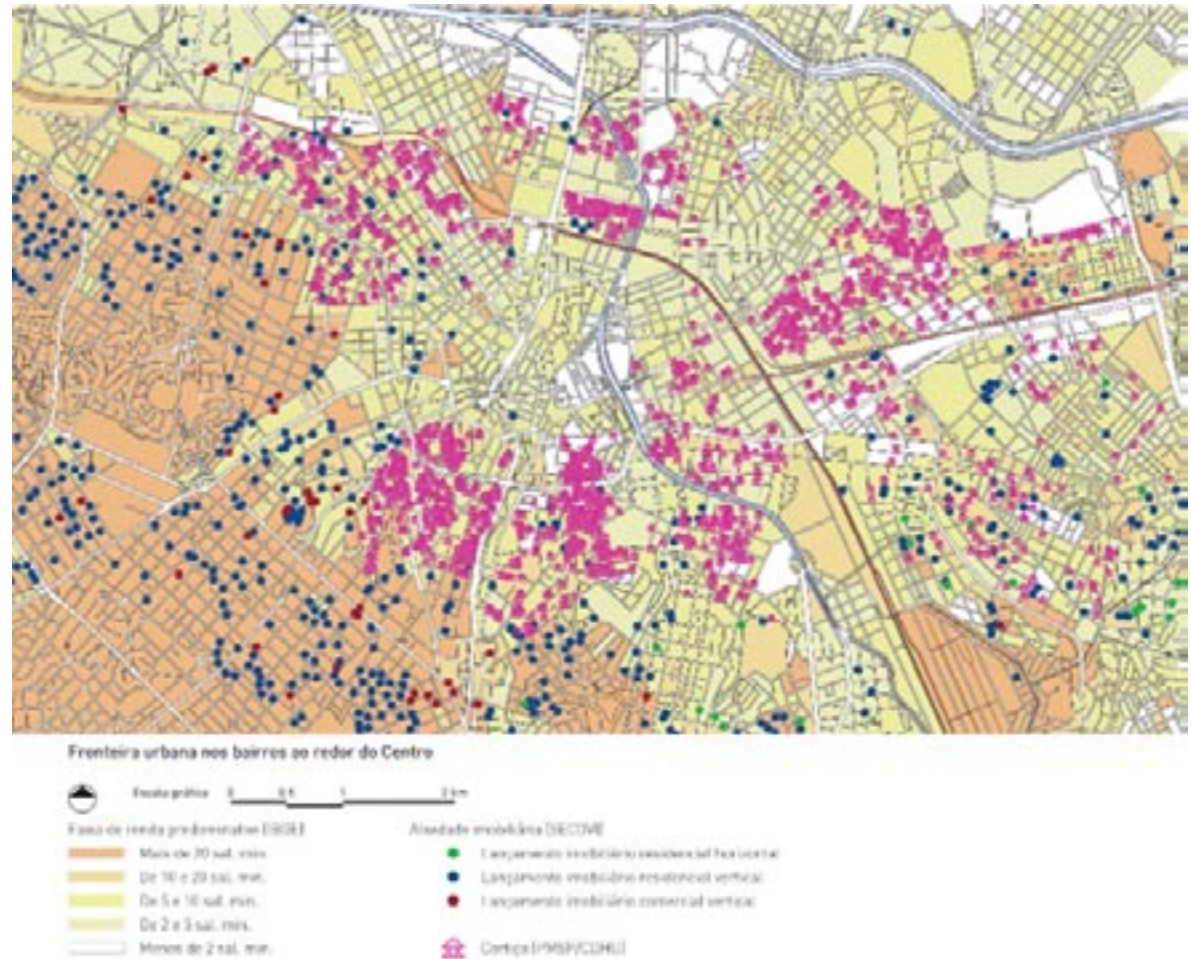 Fronteira urbana nos bairros ao redor do Centro
Escala gráfica 0 0.5 1 2 km
Faixa de renda predominante (IBGE)
Mais de 20 sal. min.
De 10 a 20 sal. min.
De 5 a 10 sal. min.
De 2 a 5 sal. min.
Menos de 2 sal. min.
Atividade imobiliária (SECOVI)
Lançamento imobiliário residencial horizontal
Lançamento imobiliário residencial vertical
Lançamento imobiliário comercial vertical
Cortiço (PMSP/CDHU)